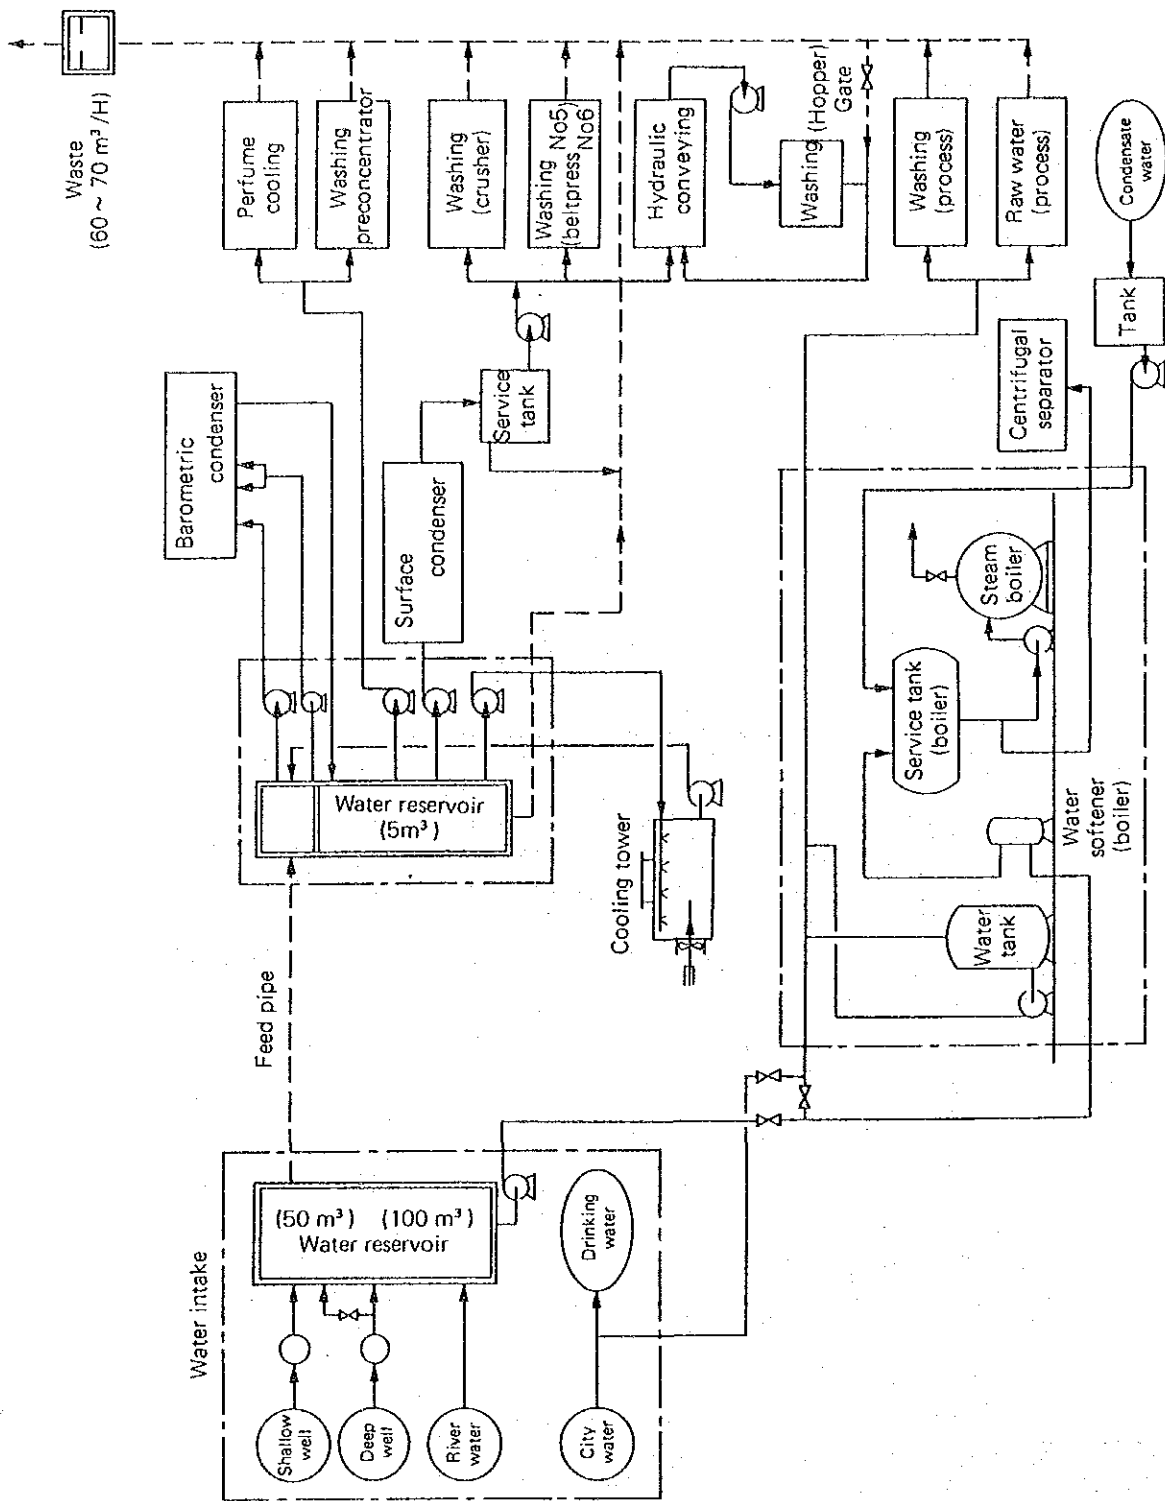 Water intake
Shallow
well
Deep
well
River
water
City
water
(50 m³) (100 m³)
Water reservoir
Drinking
water
Feed pipe
Water reservoir
(5m³)
Cooling tower
Barometric
condenser
Surface
condenser
Service
tank
Waste
(60 ~ 70 m³/H)
Perfume
cooling
Washing
preconcentrator
Washing
(crusher)
Washing
(beltpress No5)
No6
Hydraulic
conveying
Washing (Hopper)
Gate
Washing
(process)
Raw water
(process)
Condensate
water
Tank
Centrifugal
separator
Steam
boiler
Service tank
(boiler)
Water
softener
(boiler)
Water
tank